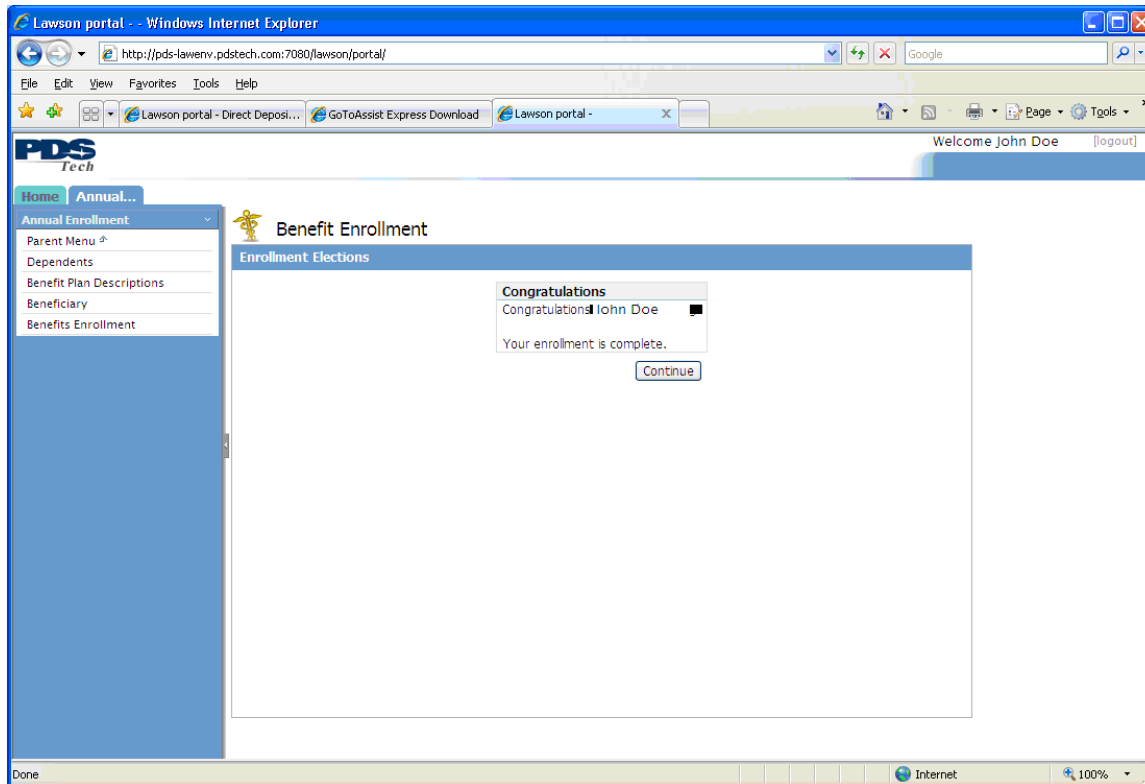 Lawson portal - - Windows Internet Explorer
http://pds-lawenv.pdstech.com:7080/lawson/portal/
Google
File Edit View Favorites Tools Help
Lawson portal - Direct Deposi... GoToAssist Express Download Lawson portal - Page Tools
Welcome John Doe [logout]
PDS
Tech
Home Annual...
Annual Enrollment
Parent Menu
Dependents
Benefit Plan Descriptions
Beneficiary
Benefits Enrollment
Benefit Enrollment
Enrollment Elections
Congratulations
Congratulations John Doe
Your enrollment is complete.
Continue
Done Internet 100%